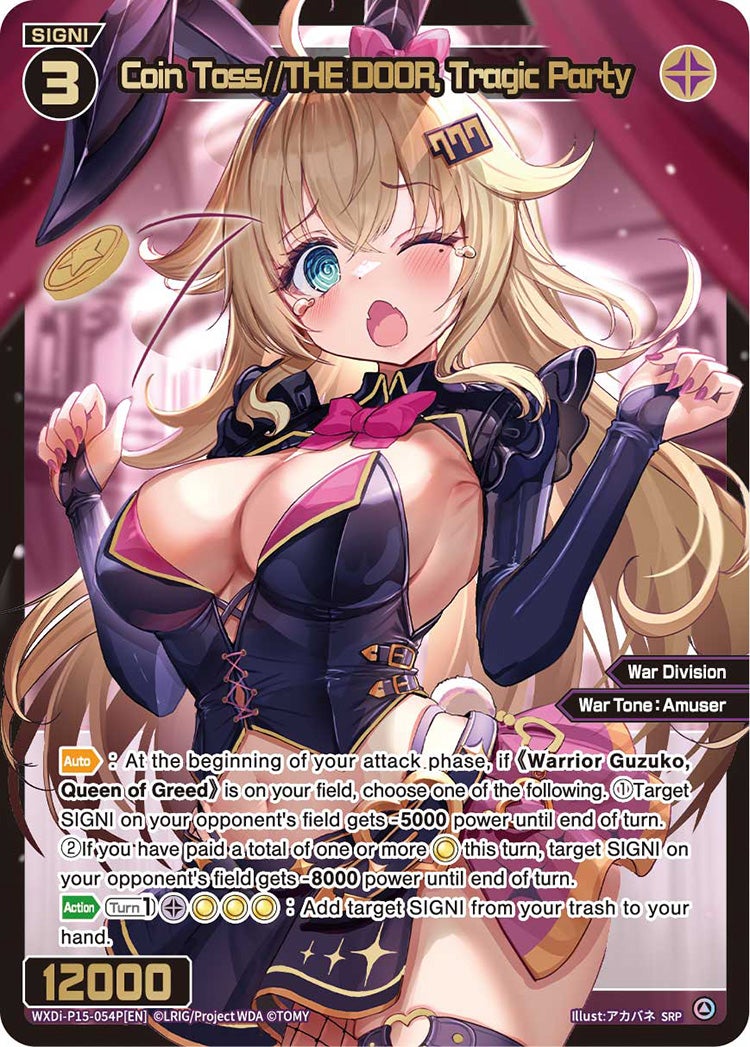 SIGNI
3
Coin Toss//THE DOOR, Tragic Party
777
War Division
War Tone:Amuser
Auto : At the beginning of your attack phase, if 《Warrior Guzuko,
Queen of Greed》 is on your field, choose one of the following. ①Target
SIGNI on your opponent's field gets -5000 power until end of turn.
②If you have paid a total of one or more this turn, target SIGNI on
your opponent's field gets -8000 power until end of turn.
Action Turn 1 : Add target SIGNI from your trash to your
hand.
12000
WXDi-P15-054P[EN] ©LRIG/Project WDA ©TOMY
Illust:アカバネ SRP